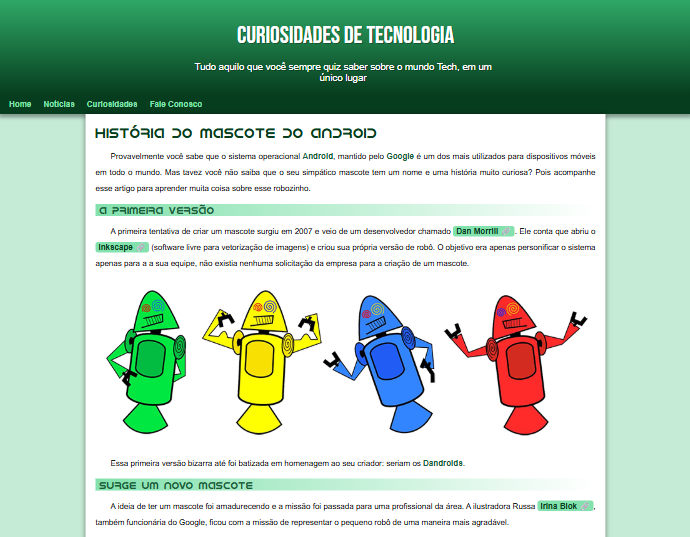 CURIOSIDADES DE TECNOLOGIA
Tudo aquilo que você sempre quiz saber sobre o mundo Tech, em um
único lugar
Home Noticias Curiosidades Fale Conosco
HISTÓRIA DO MASCOTE DO ANDROID
Provavelmente você sabe que o sistema operacional Android, mantido pelo Google é um dos mais utilizados para dispositivos móveis
em todo o mundo. Mas tavez você não saiba que o seu simpático mascote tem um nome e uma história muito curiosa? Pois acompanhe
esse artigo para aprender muita coisa sobre esse robozinho.
A PRIMEIRA VERSÃO
A primeira tentativa de criar um mascote surgiu em 2007 e veio de um desenvolvedor chamado Dan Morrill . Ele conta que abriu o
Inkscape (software livre para vetorização de imagens) e criou sua própria versão de robô. O objetivo era apenas personificar o sistema
apenas para a a sua equipe, não existia nenhuma solicitação da empresa para a criação de um mascote.
Essa primeira versão bizarra até foi batizada em homenagem ao seu criador: seriam os Dandroids.
SURGE UM NOVO MASCOTE
A ideia de ter um mascote foi amadurecendo e a missão foi passada para uma profissional da área. A ilustradora Russa Irina Blok ,
também funcionária do Google, ficou com a missão de representar o pequeno robô de uma maneira mais agradável.